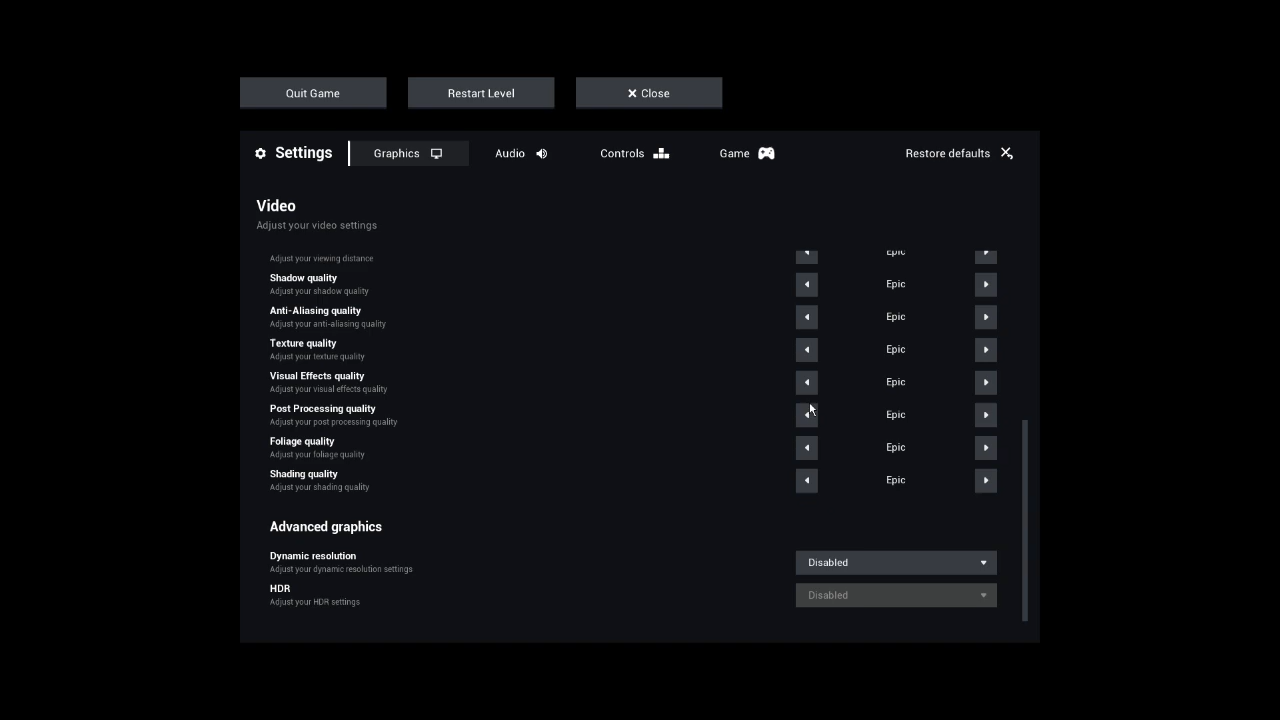 Quit Game
Restart Level
Close
Settings
Graphics
Audio
Controls
Game
Restore defaults
Video
Adjust your video settings
Adjust your viewing distance
Epic
Shadow quality
Adjust your shadow quality
Epic
Anti-Aliasing quality
Adjust your anti-aliasing quality
Epic
Texture quality
Adjust your texture quality
Epic
Visual Effects quality
Adjust your visual effects quality
Epic
Post Processing quality
Adjust your post processing quality
Epic
Foliage quality
Adjust your foliage quality
Epic
Shading quality
Adjust your shading quality
Epic
Advanced graphics
Dynamic resolution
Adjust your dynamic resolution settings
Disabled
HDR
Adjust your HDR settings
Disabled